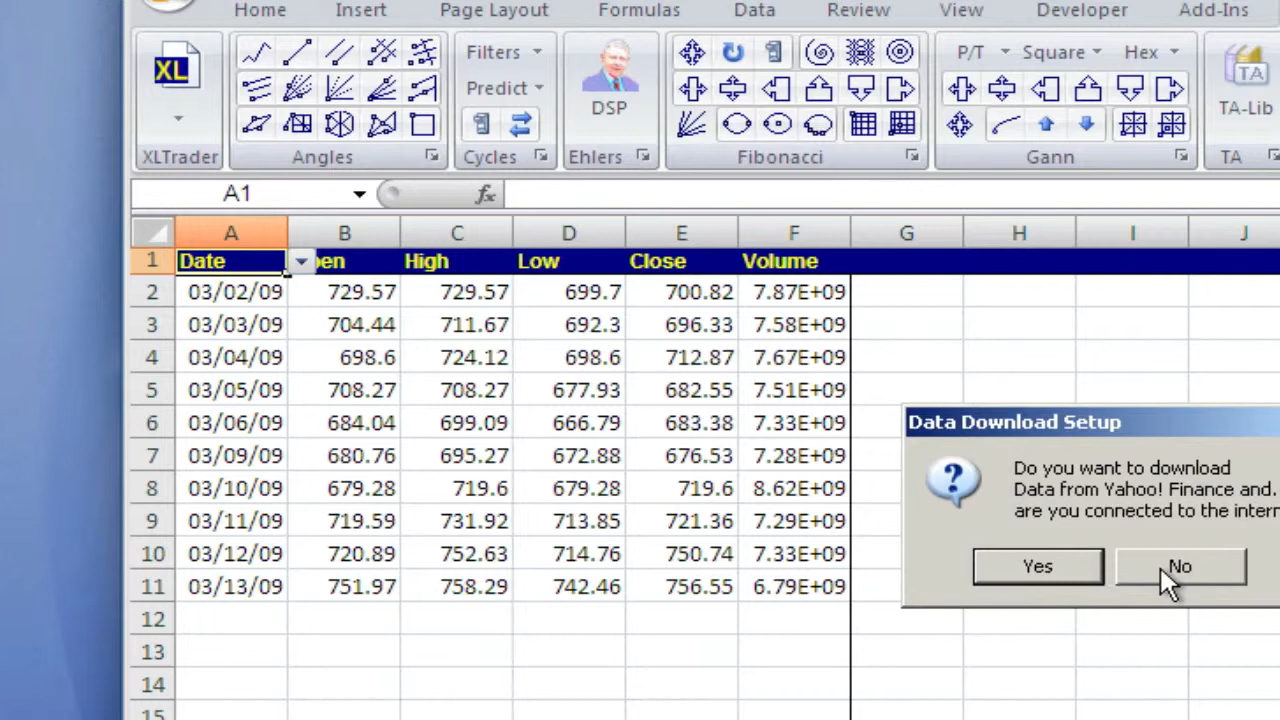 Home Insert Page Layout Formulas Data Review View Developer Add-Ins
XL Filters P/T Square Hex TA
Predict DSP TA-Lib
XLTrader Angles Cycles Ehlers Fibonacci Gann TA
A1 fx
A B C D E F G H I J
1 Date pen High Low Close Volume
2 03/02/09 729.57 729.57 699.7 700.82 7.87E+09
3 03/03/09 704.44 711.67 692.3 696.33 7.58E+09
4 03/04/09 698.6 724.12 698.6 712.87 7.67E+09
5 03/05/09 708.27 708.27 677.93 682.55 7.51E+09
6 03/06/09 684.04 699.09 666.79 683.38 7.33E+09
7 03/09/09 680.76 695.27 672.88 676.53 7.28E+09
8 03/10/09 679.28 719.6 679.28 719.6 8.62E+09
9 03/11/09 719.59 731.92 713.85 721.36 7.29E+09
10 03/12/09 720.89 752.63 714.76 750.74 7.33E+09
11 03/13/09 751.97 758.29 742.46 756.55 6.79E+09
12
13
14
15
Data Download Setup
Do you want to download
Data from Yahoo! Finance and.
are you connected to the intern
Yes No